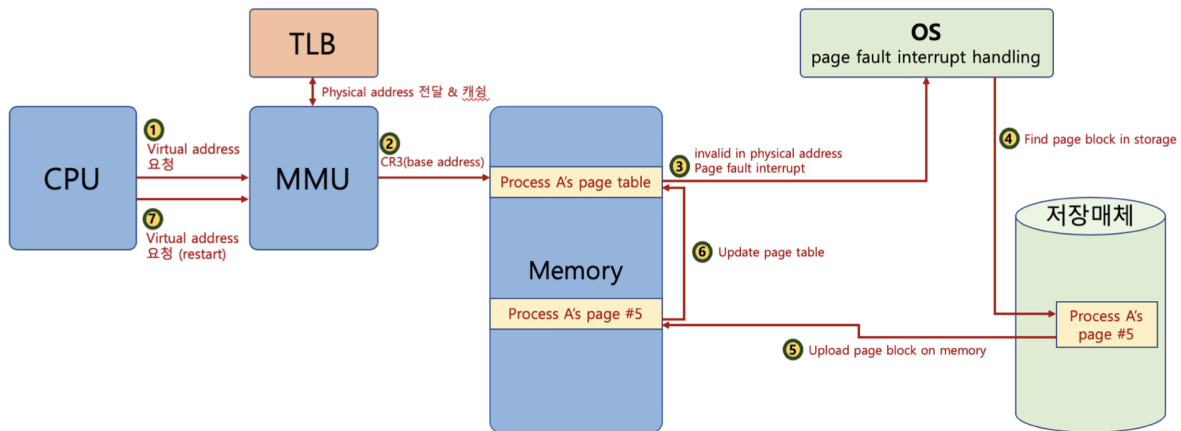 TLB
OS
page fault interrupt handling
Physical address 전달 & 캐슁
CPU
1
Virtual address
요청
7
Virtual address
요청 (restart)
MMU
2
CR3(base address)
Process A's page table
Memory
Process A's page #5
3
invalid in physical address
Page fault interrupt
4
Find page block in storage
저장매체
Process A's
page #5
5
Upload page block on memory
6
Update page table